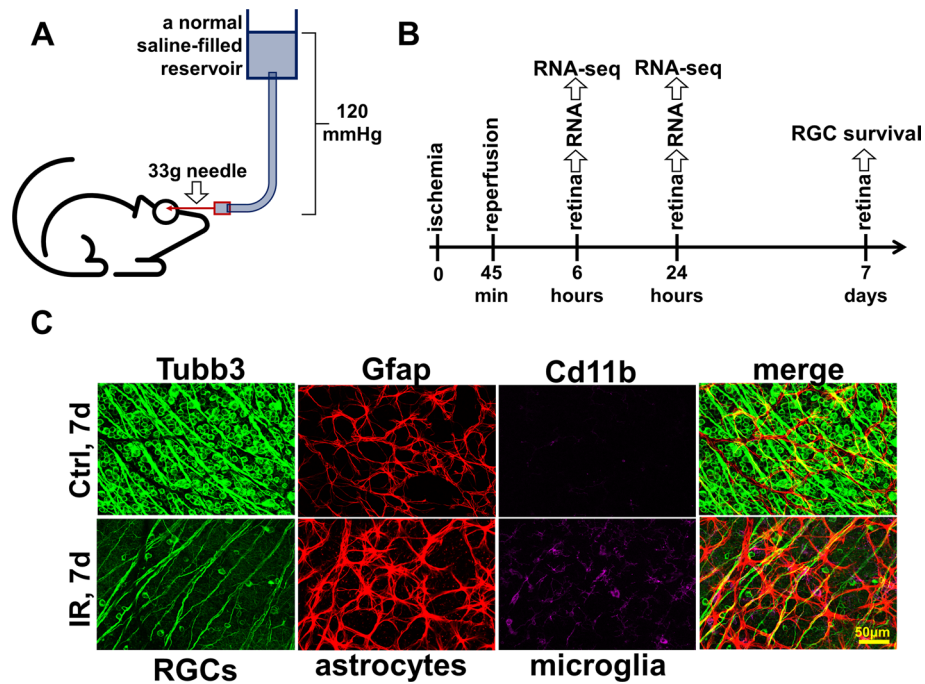 A
a normal
saline-filled
reservoir
120
mmHg
33g needle
B
RNA-seq RNA-seq
RGC survival
ischemia
reperfusion
retina RNA
retina RNA
retina
0 45 6 24 7
min hours hours days
C
Tubb3 Gfap Cd11b merge
Ctrl, 7d
IR, 7d
50µm
RGCs astrocytes microglia